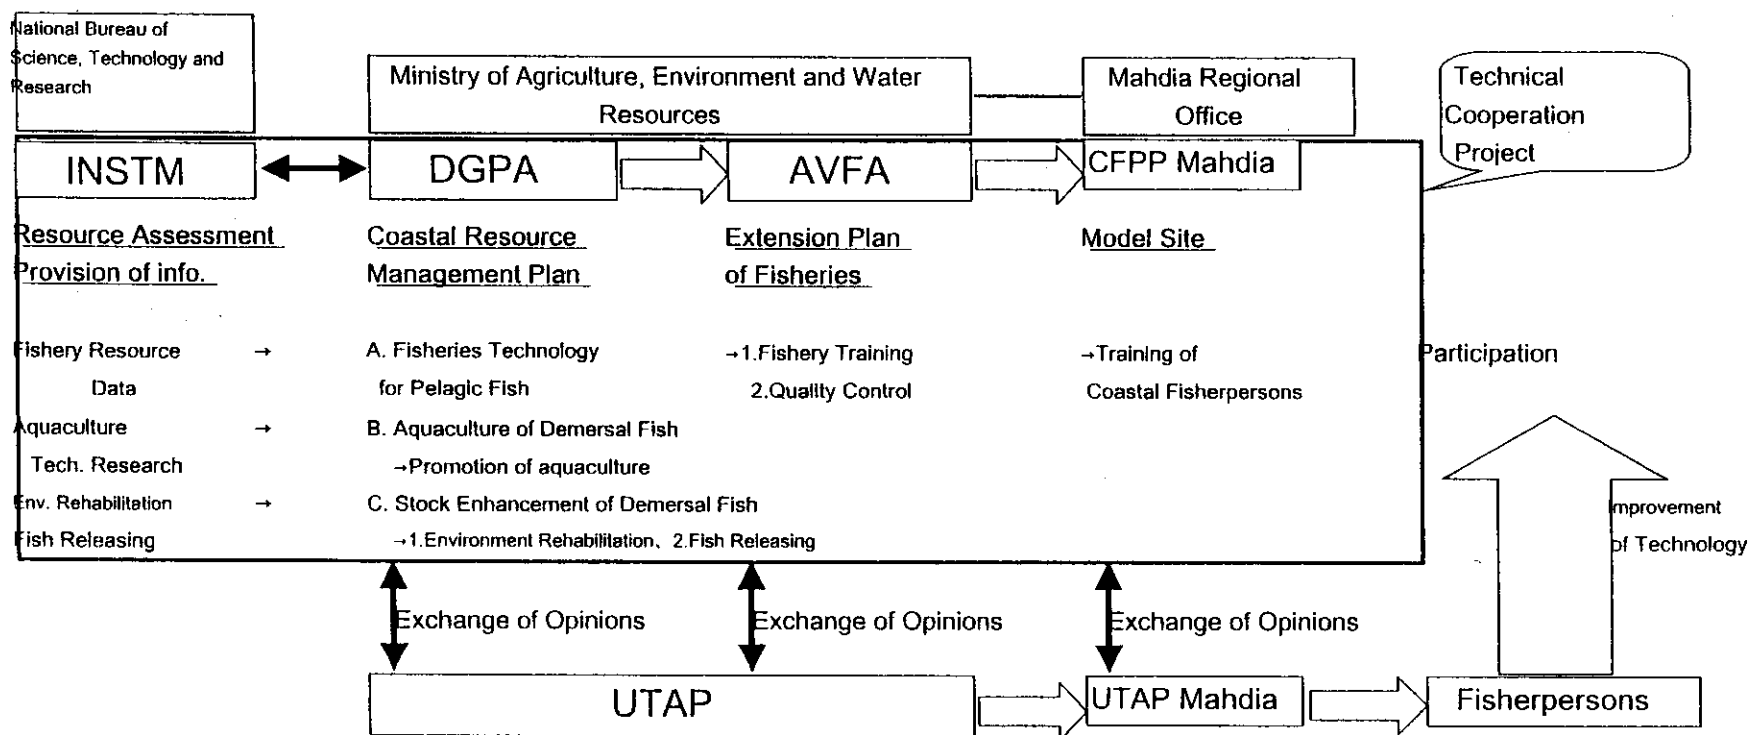 National Bureau of
Science, Technology and
Research
Ministry of Agriculture, Environment and Water
Resources
Mahdia Regional
Office
Technical
Cooperation
Project
INSTM
DGPA
AVFA
CFPP Mahdia
Resource Assessment
Provision of info.
Coastal Resource
Management Plan
Extension Plan
of Fisheries
Model Site
Fishery Resource →
Data
A. Fisheries Technology
for Pelagic Fish
→1.Fishery Training
2.Quality Control
→Training of
Coastal Fisherpersons
Participation
Aquaculture →
Tech. Research
B. Aquaculture of Demersal Fish
→Promotion of aquaculture
Env. Rehabilitation →
Fish Releasing
C. Stock Enhancement of Demersal Fish
→1.Environment Rehabilitation、2.Fish Releasing
Improvement
of Technology
Exchange of Opinions
Exchange of Opinions
Exchange of Opinions
UTAP
UTAP Mahdia
Fisherpersons